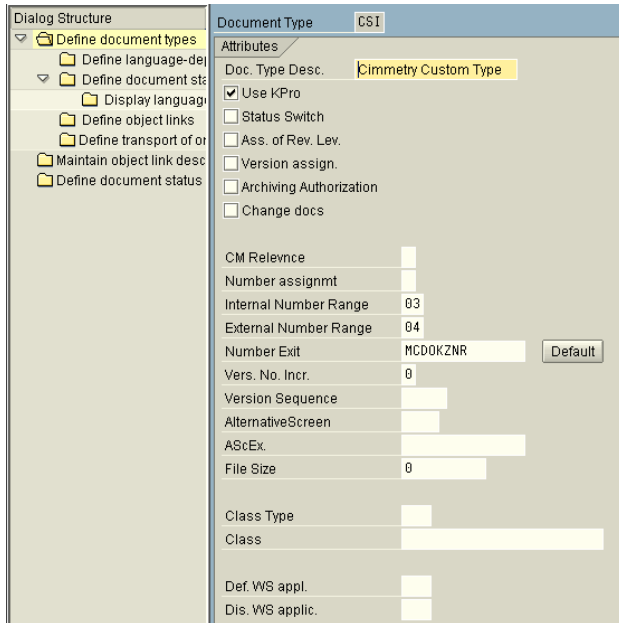 Dialog Structure
Define document types
Define language-de
Define document sta
Display languag
Define object links
Define transport of or
Maintain object link desc
Define document status
Document Type CSI
Attributes
Doc. Type Desc. Cimmetry Custom Type
Use KPro
Status Switch
Ass. of Rev. Lev.
Version assign.
Archiving Authorization
Change docs
CM Relevnce
Number assignmt
Internal Number Range 03
External Number Range 04
Number Exit MCDOKZNR Default
Vers. No. Incr. 0
Version Sequence
AlternativeScreen
AScEx.
File Size 0
Class Type
Class
Def. WS appl.
Dis. WS applic.